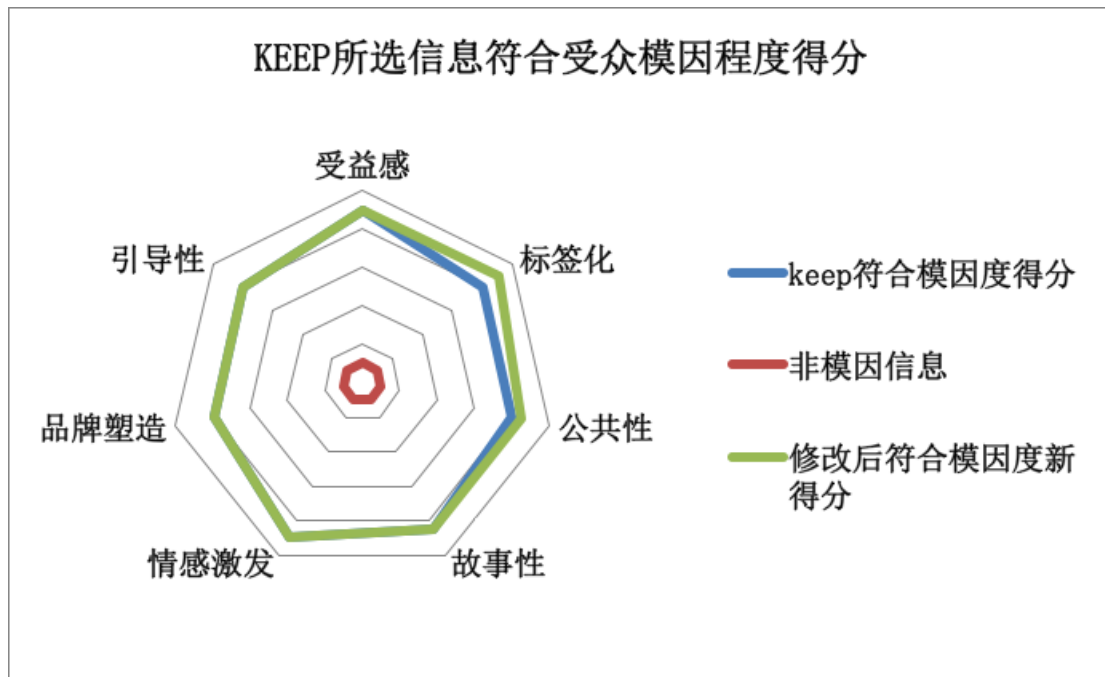 KEEP所选信息符合受众模因程度得分
受益感
引导性
标签化
品牌塑造
公共性
情感激发
故事性
keep符合模因度得分
非模因信息
修改后符合模因度新
得分